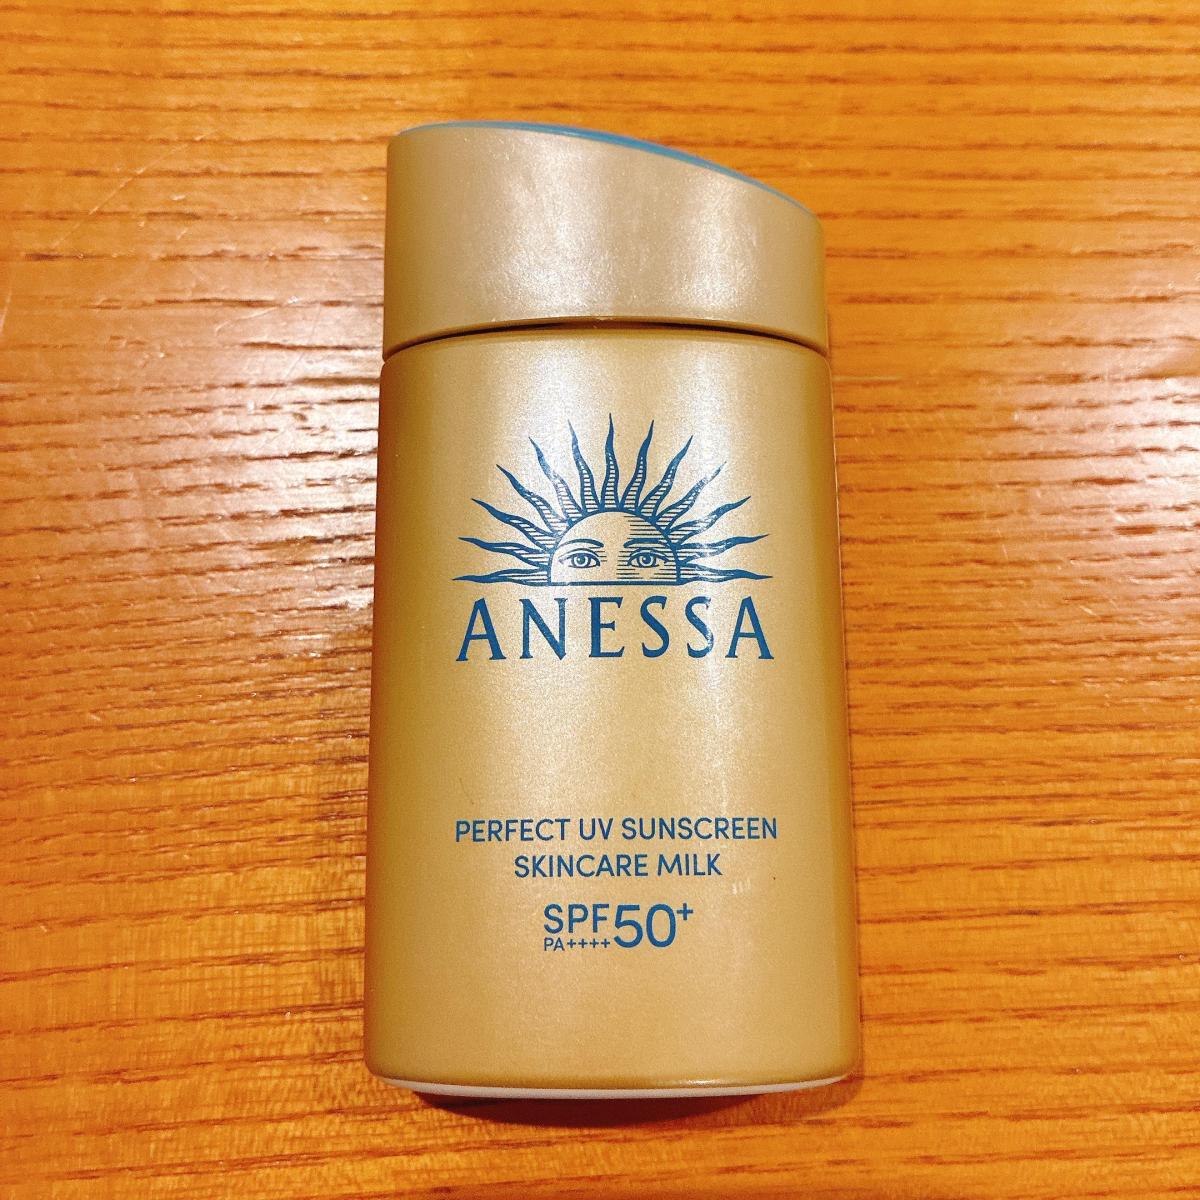 ANESSA
PERFECT UV SUNSCREEN
SKINCARE MILK
SPF50+
PA++++